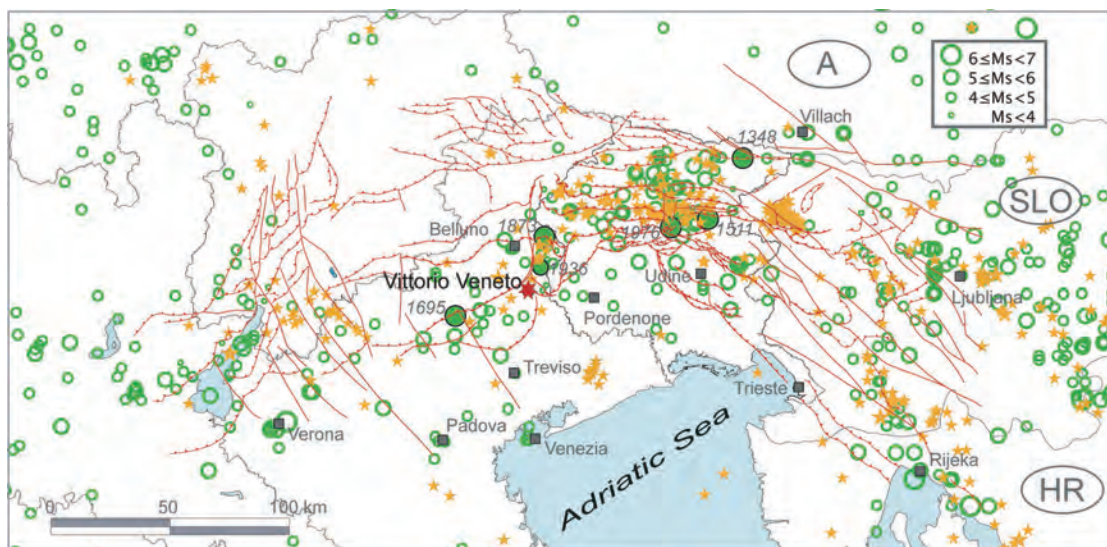 A
6≤Ms<7
5≤Ms<6
4≤Ms<5
Ms<4
Villach
1348
SLO
1873
1976
1511
Belluno
1936
Vittorio Veneto
Udine
Ljubljana
1695
Pordenone
Treviso
Trieste
Verona
Padova
Venezia
Adriatic Sea
Rijeka
HR
0 50 100 km